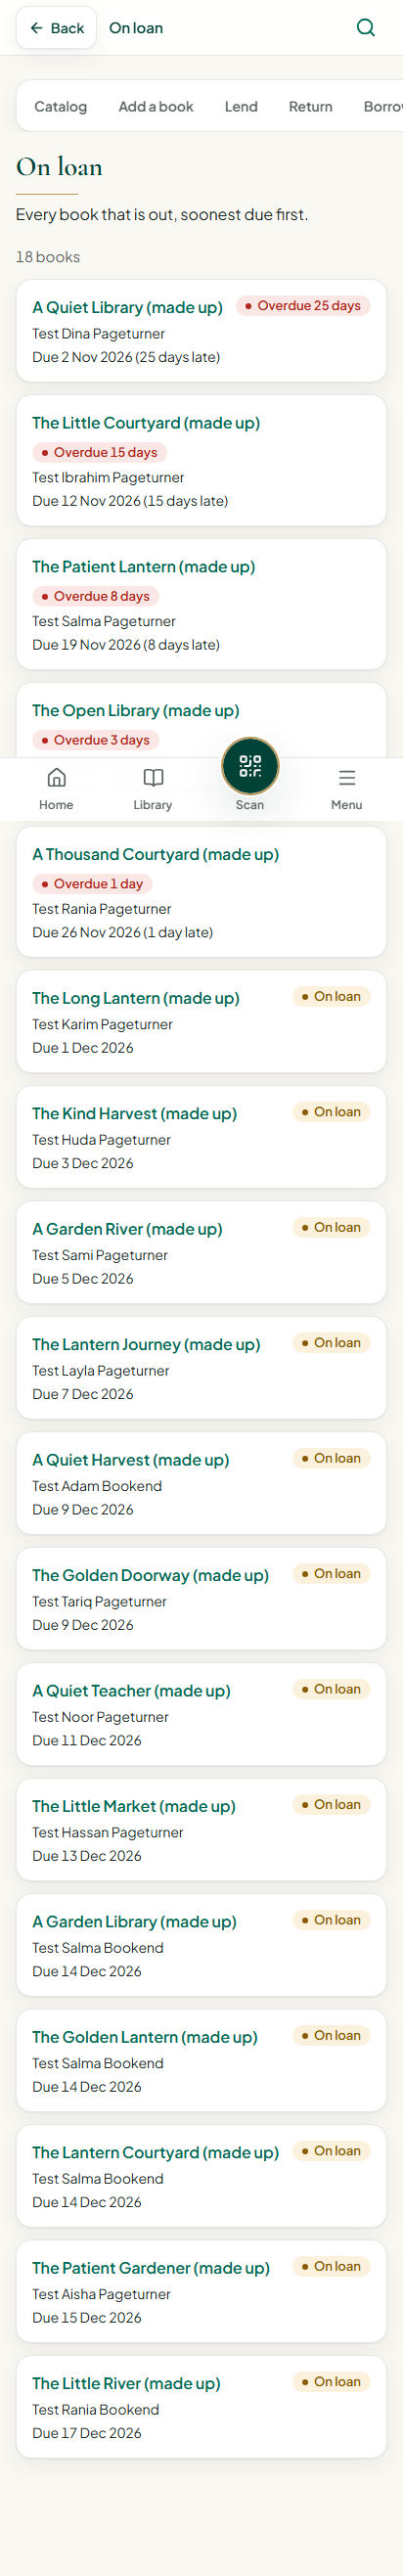 Back
On loan
Catalog
Add a book
Lend
Return
On loan
Every book that is out, soonest due first.
18 books
A Quiet Library (made up)
Overdue 25 days
Test Dina Pageturner
Due 2 Nov 2026 (25 days late)
The Little Courtyard (made up)
Overdue 15 days
Test Ibrahim Pageturner
Due 12 Nov 2026 (15 days late)
The Patient Lantern (made up)
Overdue 8 days
Test Salma Pageturner
Due 19 Nov 2026 (8 days late)
The Open Library (made up)
Overdue 3 days
Home
Library
Scan
Menu
A Thousand Courtyard (made up)
Overdue 1 day
Test Rania Pageturner
Due 26 Nov 2026 (1 day late)
The Long Lantern (made up)
On loan
Test Karim Pageturner
Due 1 Dec 2026
The Kind Harvest (made up)
On loan
Test Huda Pageturner
Due 3 Dec 2026
A Garden River (made up)
On loan
Test Sami Pageturner
Due 5 Dec 2026
The Lantern Journey (made up)
On loan
Test Layla Pageturner
Due 7 Dec 2026
A Quiet Harvest (made up)
On loan
Test Adam Bookend
Due 9 Dec 2026
The Golden Doorway (made up)
On loan
Test Tariq Pageturner
Due 9 Dec 2026
A Quiet Teacher (made up)
On loan
Test Noor Pageturner
Due 11 Dec 2026
The Little Market (made up)
On loan
Test Hassan Pageturner
Due 13 Dec 2026
A Garden Library (made up)
On loan
Test Salma Bookend
Due 14 Dec 2026
The Golden Lantern (made up)
On loan
Test Salma Bookend
Due 14 Dec 2026
The Lantern Courtyard (made up)
On loan
Test Salma Bookend
Due 14 Dec 2026
The Patient Gardener (made up)
On loan
Test Aisha Pageturner
Due 15 Dec 2026
The Little River (made up)
On loan
Test Rania Bookend
Due 17 Dec 2026